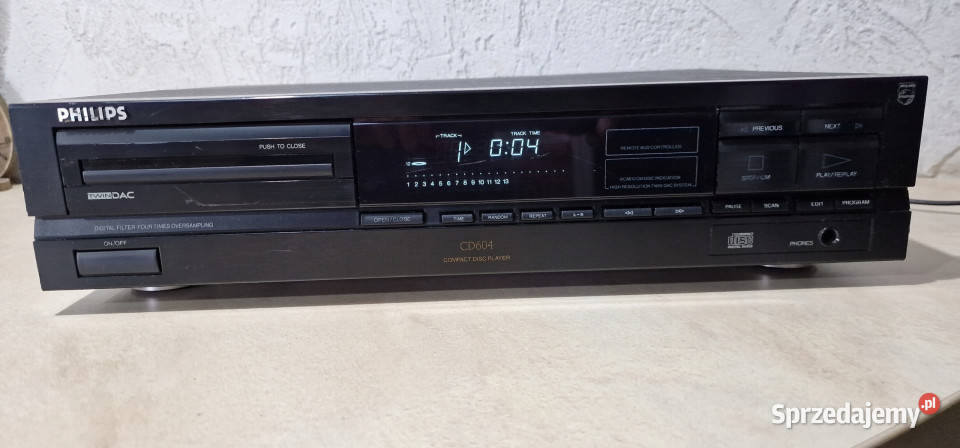 PHILIPS
PUSH TO CLOSE
TWIN DAC
TRACK
TRACK TIME
1 0:04
1 2 3 4 5 6 7 8 9 10 11 12 13
HIGH RESOLUTION TWIN-DAC SYSTEM
PREVIOUS
NEXT
PLAY/REPLAY
OPEN/CLOSE
TIME
RANDOM
REPEAT
PAUSE
SCAN
EDIT
PROGRAM
DIGITAL FILTER-FOUR TIMES OVERSAMPLING
ON/OFF
CD604
COMPACT DISC PLAYER
PHONES
Sprzedajemy.pl